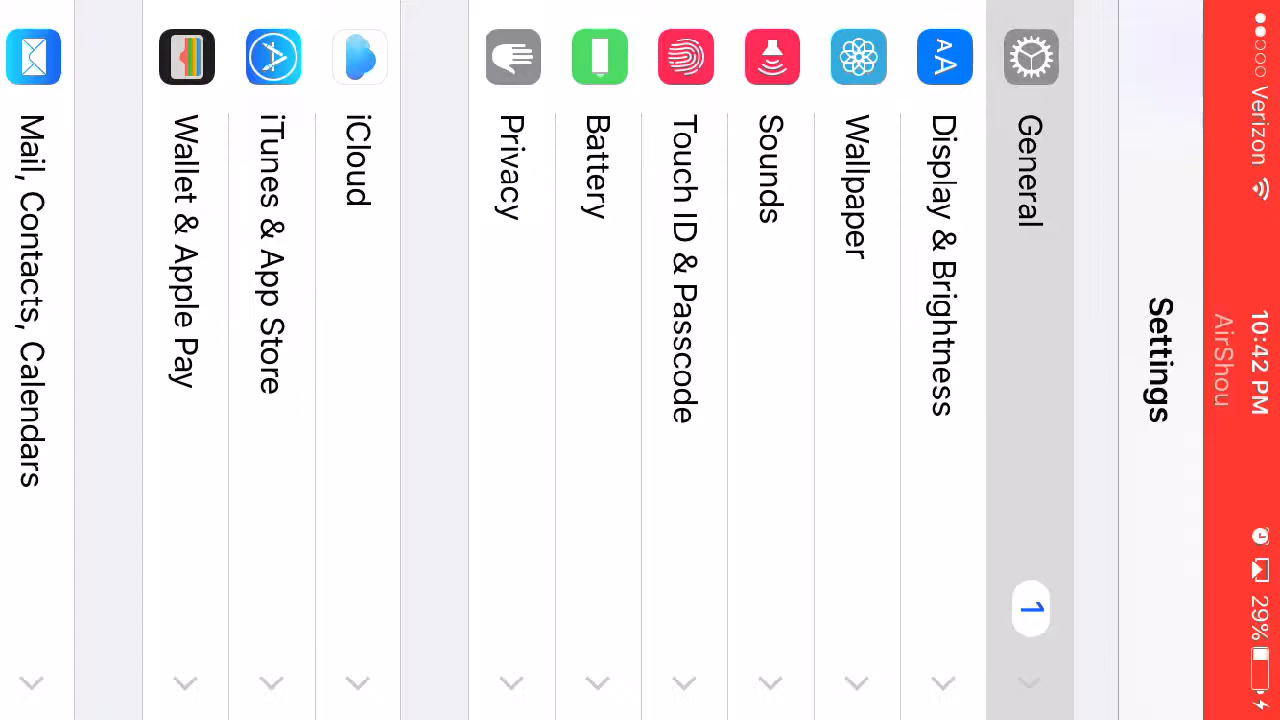 Verizon 10:42 PM 29%
AirShou
Settings
General 1
AA Display & Brightness
Wallpaper
Sounds
Touch ID & Passcode
Battery
Privacy
iCloud
iTunes & App Store
Wallet & Apple Pay
Mail, Contacts, Calendars